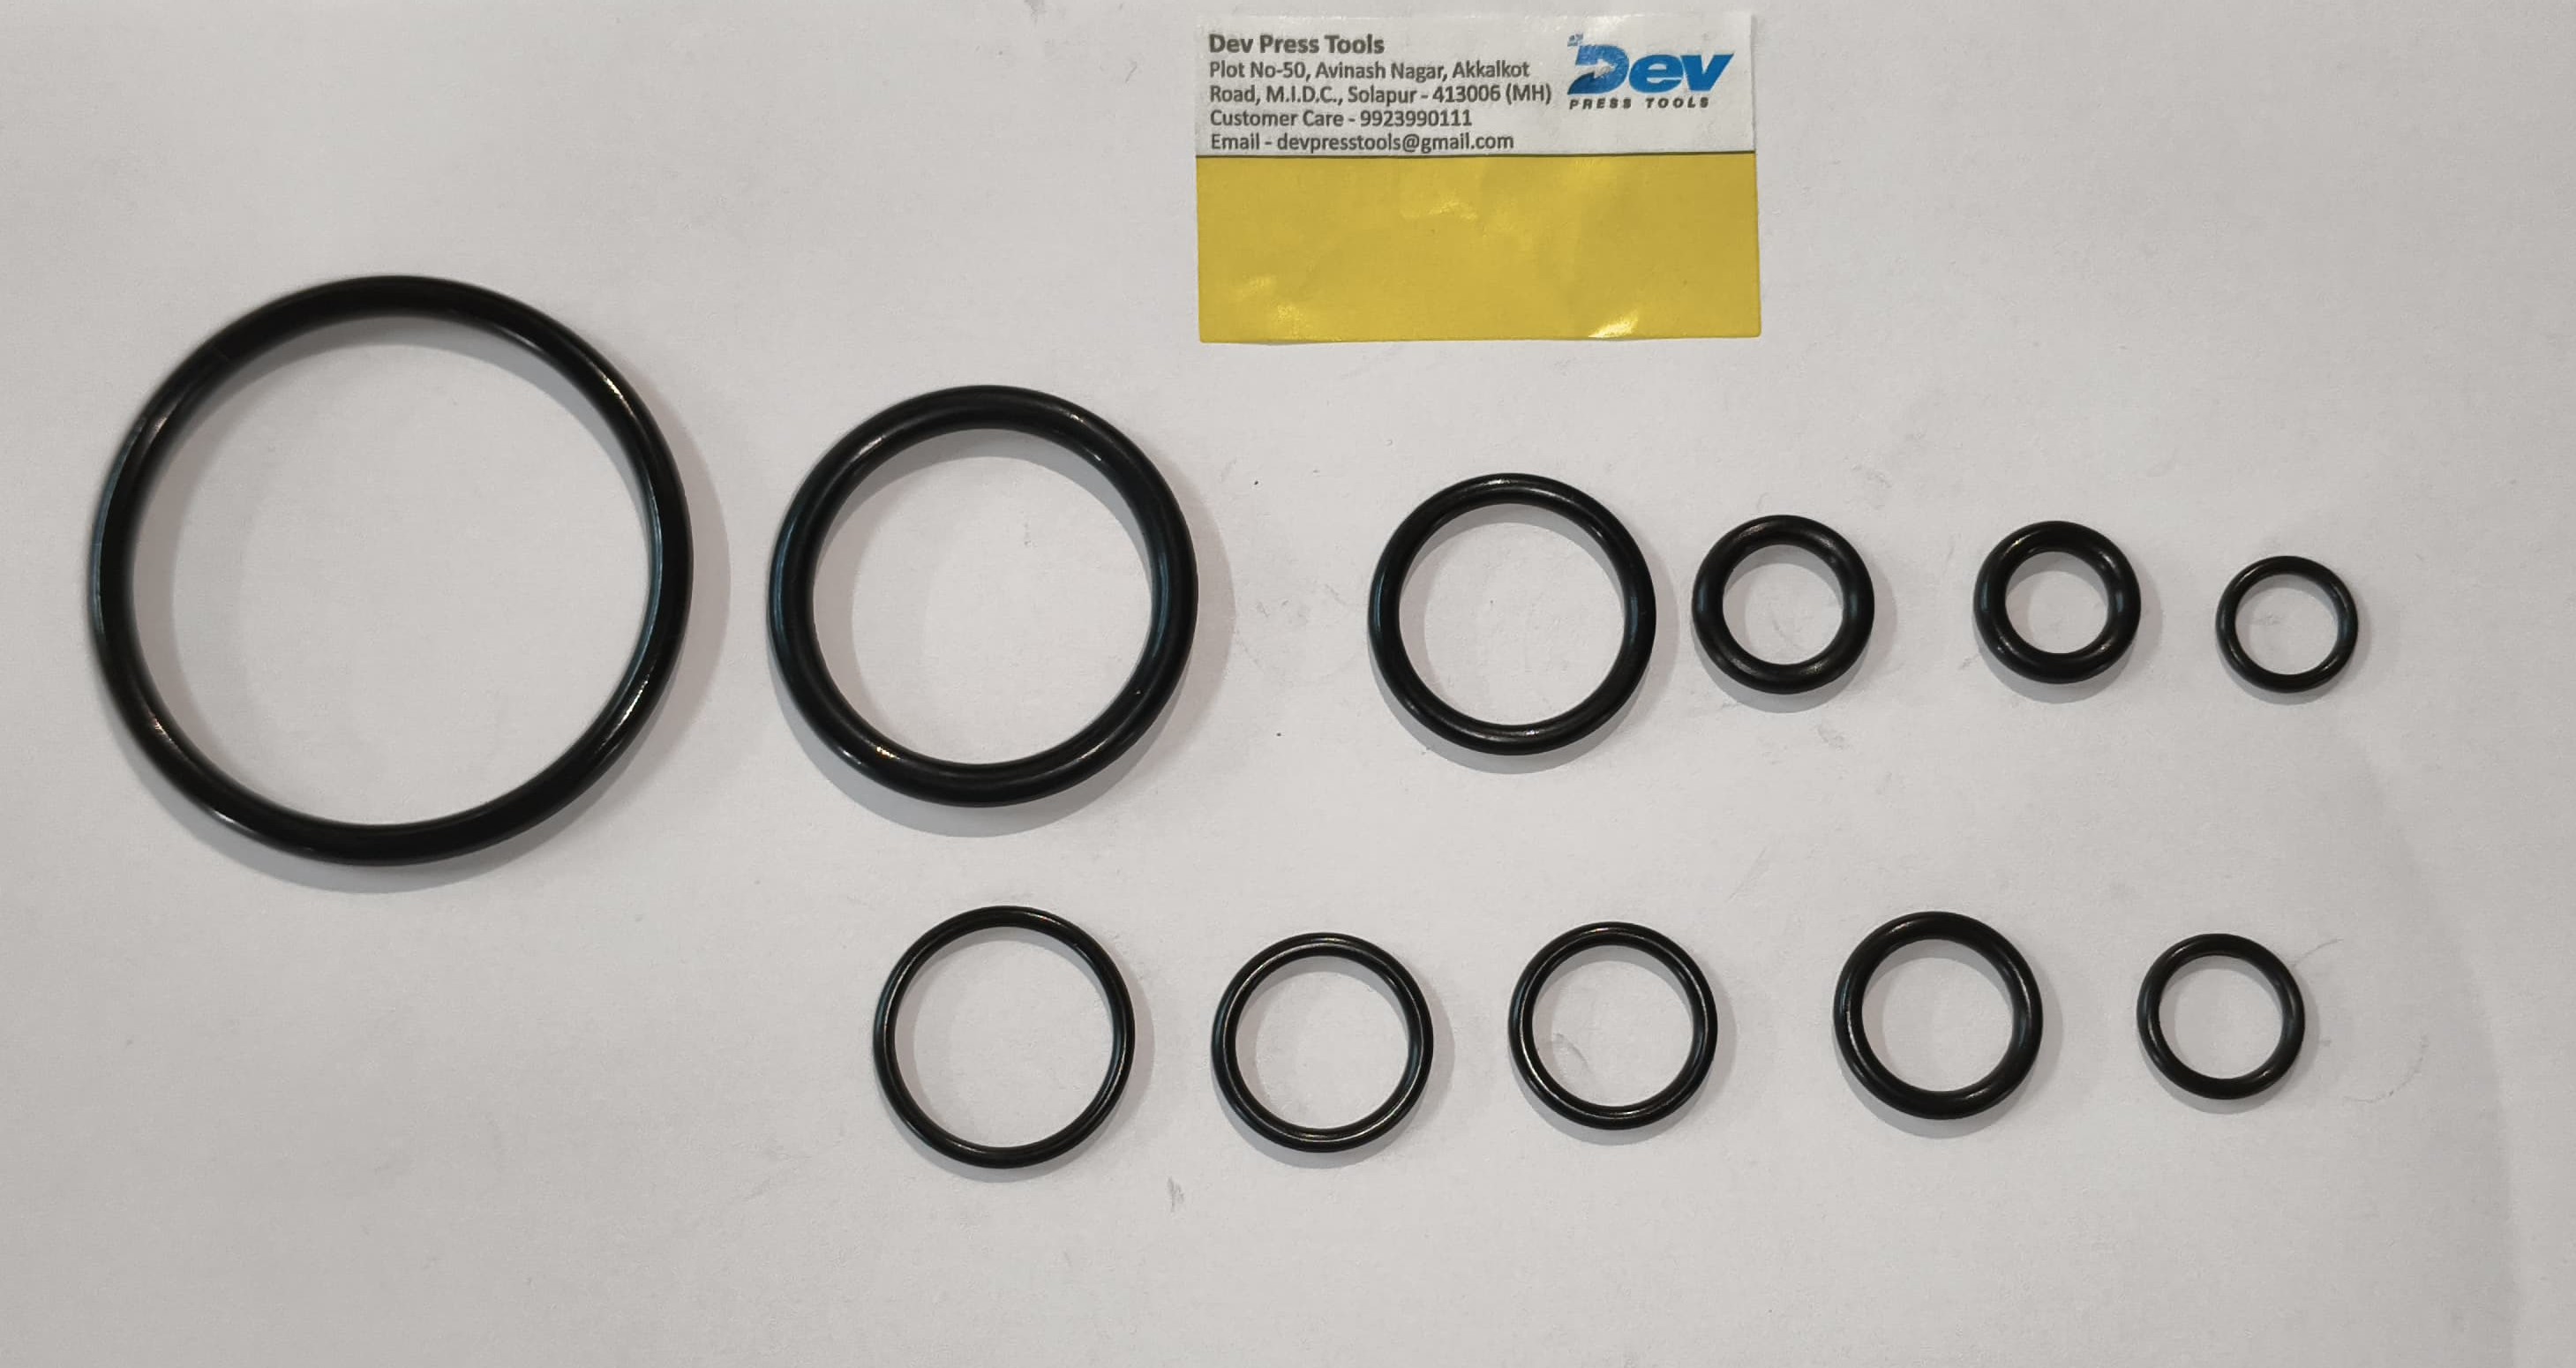 Dev Press Tools
Plot No-50, Avinash Nagar, Akkalkot
Road, M.I.D.C., Solapur - 413006 (MH)
Customer Care - 9923990111
Email - devpresstools@gmail.com
Dev
PRESS TOOLS